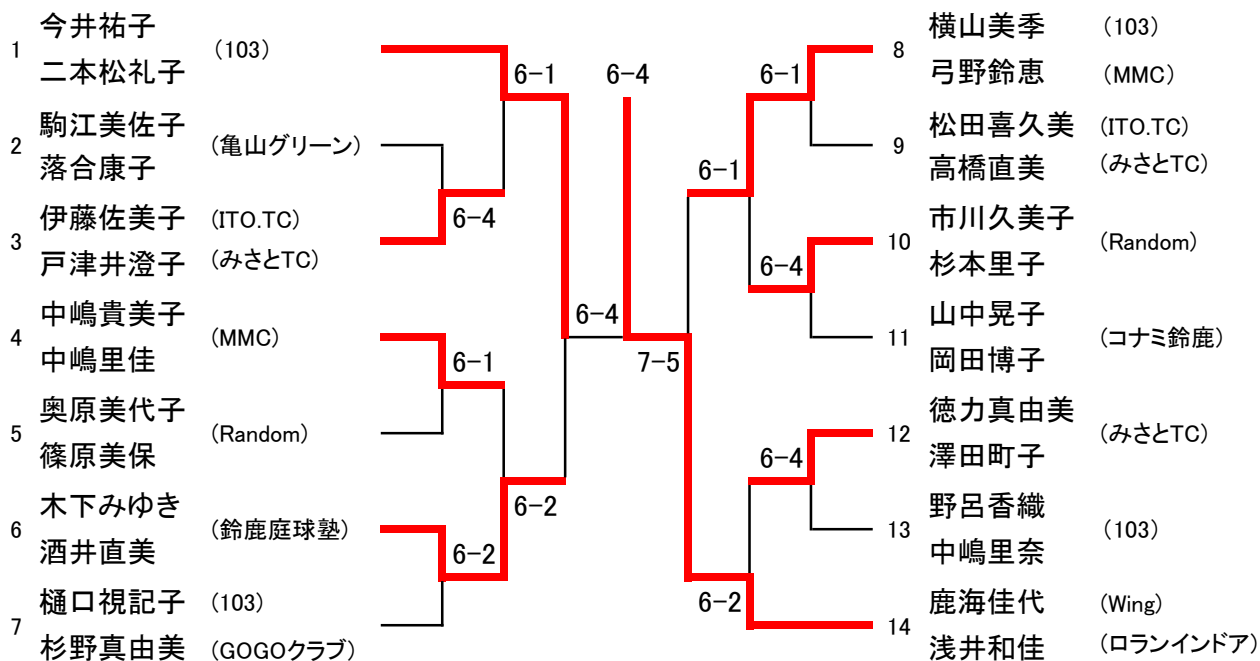 今井祐子
1 (103)
二本松礼子
駒江美佐子
2 (亀山グリーン)
落合康子
伊藤佐美子 (ITO.TC)
3
戸津井澄子 (みさとTC)
中嶋貴美子
4 (MMC)
中嶋里佳
奥原美代子
5 (Random)
篠原美保
木下みゆき
6 (鈴鹿庭球塾)
酒井直美
樋口視記子 (103)
7
杉野真由美 (GOGOクラブ)
6-1
6-4
6-1
6-2
6-2
6-4
6-4
7-5
6-1
6-1
6-4
6-4
6-2
横山美季 (103)
8
弓野鈴恵 (MMC)
松田喜久美 (ITO.TC)
9
高橋直美 (みさとTC)
市川久美子
10 (Random)
杉本里子
山中晃子
11 (コナミ鈴鹿)
岡田博子
徳力真由美
12 (みさとTC)
澤田町子
野呂香織
13 (103)
中嶋里奈
鹿海佳代 (Wing)
14
浅井和佳 (ロランインドア)